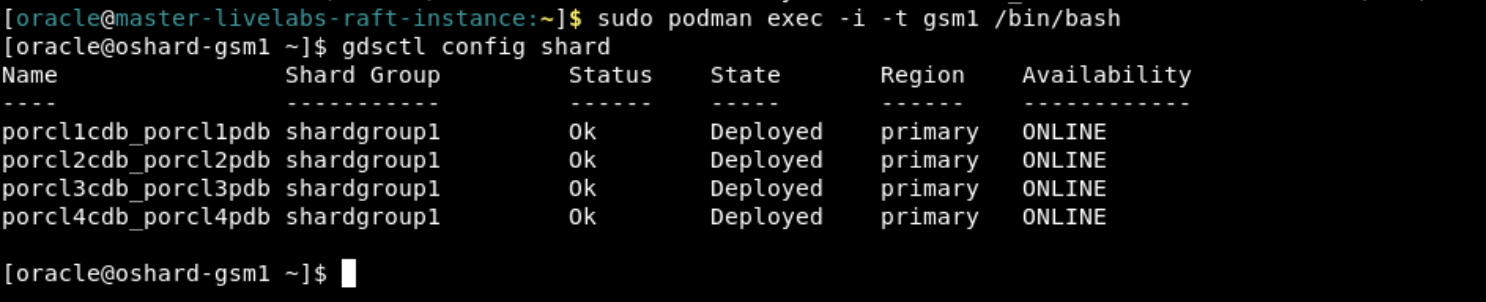 [oracle@master-livelabs-raft-instance:~]$ sudo podman exec -i -t gsm1 /bin/bash
[oracle@oshard-gsm1 ~]$ gdsctl config shard
Name                Shard Group         Status    State       Region    Availability
----                -----------         ------    -----       ------    ------------
porcl1cdb_porcl1pdb shardgroup1         Ok        Deployed    primary   ONLINE
porcl2cdb_porcl2pdb shardgroup1         Ok        Deployed    primary   ONLINE
porcl3cdb_porcl3pdb shardgroup1         Ok        Deployed    primary   ONLINE
porcl4cdb_porcl4pdb shardgroup1         Ok        Deployed    primary   ONLINE
[oracle@oshard-gsm1 ~]$